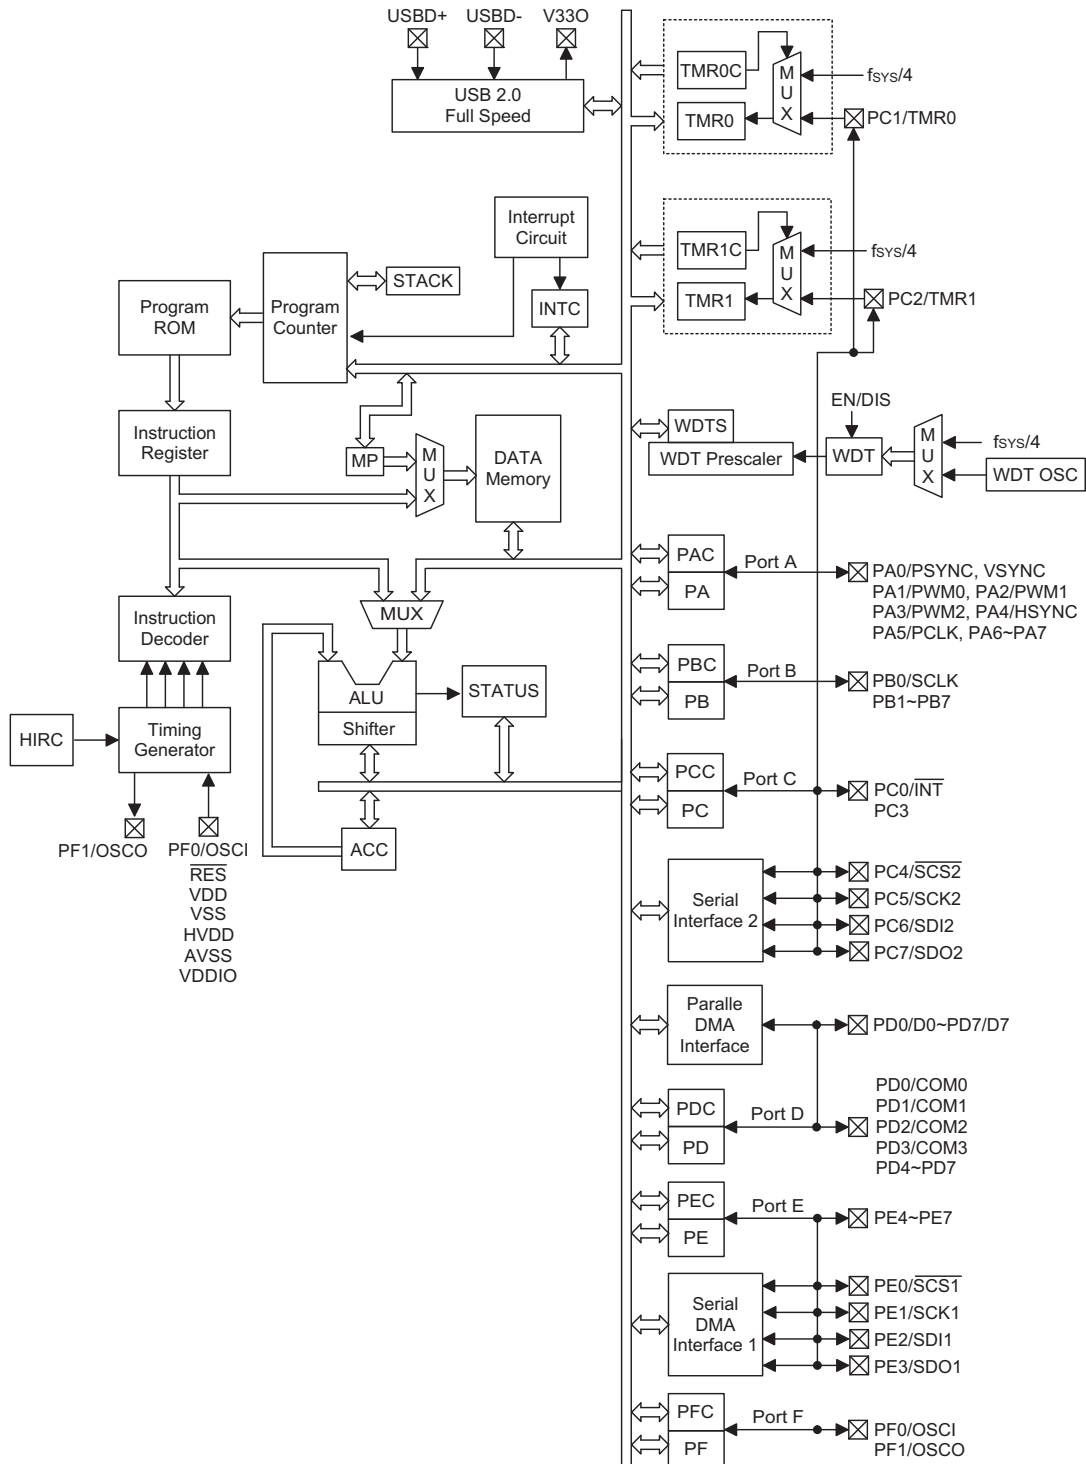 USBD+
USBD-
V33O
USB 2.0
Full Speed
TMR0C
TMR0
M
U
X
fSYS/4
PC1/TMR0
TMR1C
TMR1
M
U
X
fSYS/4
PC2/TMR1
Interrupt
Circuit
STACK
INTC
Program
ROM
Program
Counter
Instruction
Register
MP
M
U
X
DATA
Memory
WDTS
WDT Prescaler
EN/DIS
WDT
M
U
X
fSYS/4
WDT OSC
MUX
Instruction
Decoder
ALU
Shifter
STATUS
HIRC
Timing
Generator
ACC
PF1/OSCO
PF0/OSCI
RES
VDD
VSS
HVDD
AVSS
VDDIO
PAC
PA
Port A
PA0/PSYNC, VSYNC
PA1/PWM0, PA2/PWM1
PA3/PWM2, PA4/HSYNC
PA5/PCLK, PA6~PA7
PBC
PB
Port B
PB0/SCLK
PB1~PB7
PCC
PC
Port C
PC0/INT
PC3
Serial
Interface 2
PC4/SCS2
PC5/SCK2
PC6/SDI2
PC7/SDO2
Paralle
DMA
Interface
PD0/D0~PD7/D7
PDC
PD
Port D
PD0/COM0
PD1/COM1
PD2/COM2
PD3/COM3
PD4~PD7
PEC
PE
Port E
PE4~PE7
Serial
DMA
Interface 1
PE0/SCS1
PE1/SCK1
PE2/SDI1
PE3/SDO1
PFC
PF
Port F
PF0/OSCI
PF1/OSCO